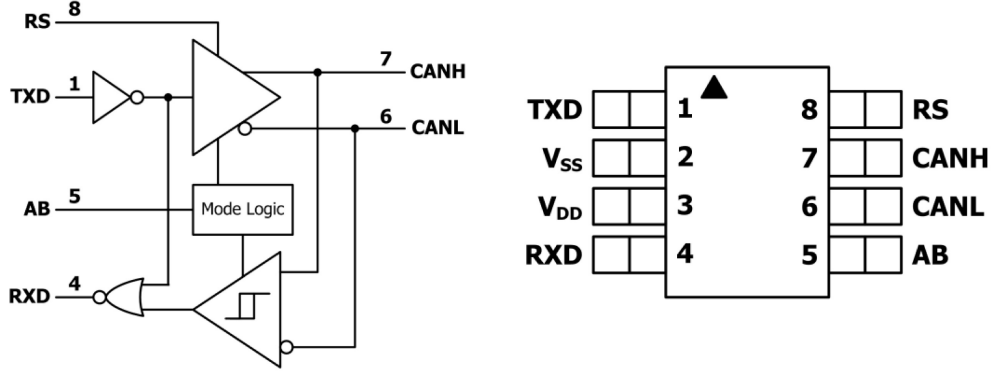 RS 8
7 CANH
TXD 1
6 CANL
AB 5
Mode Logic
RXD 4
TXD 1 8 RS
VSS 2 7 CANH
VDD 3 6 CANL
RXD 4 5 AB